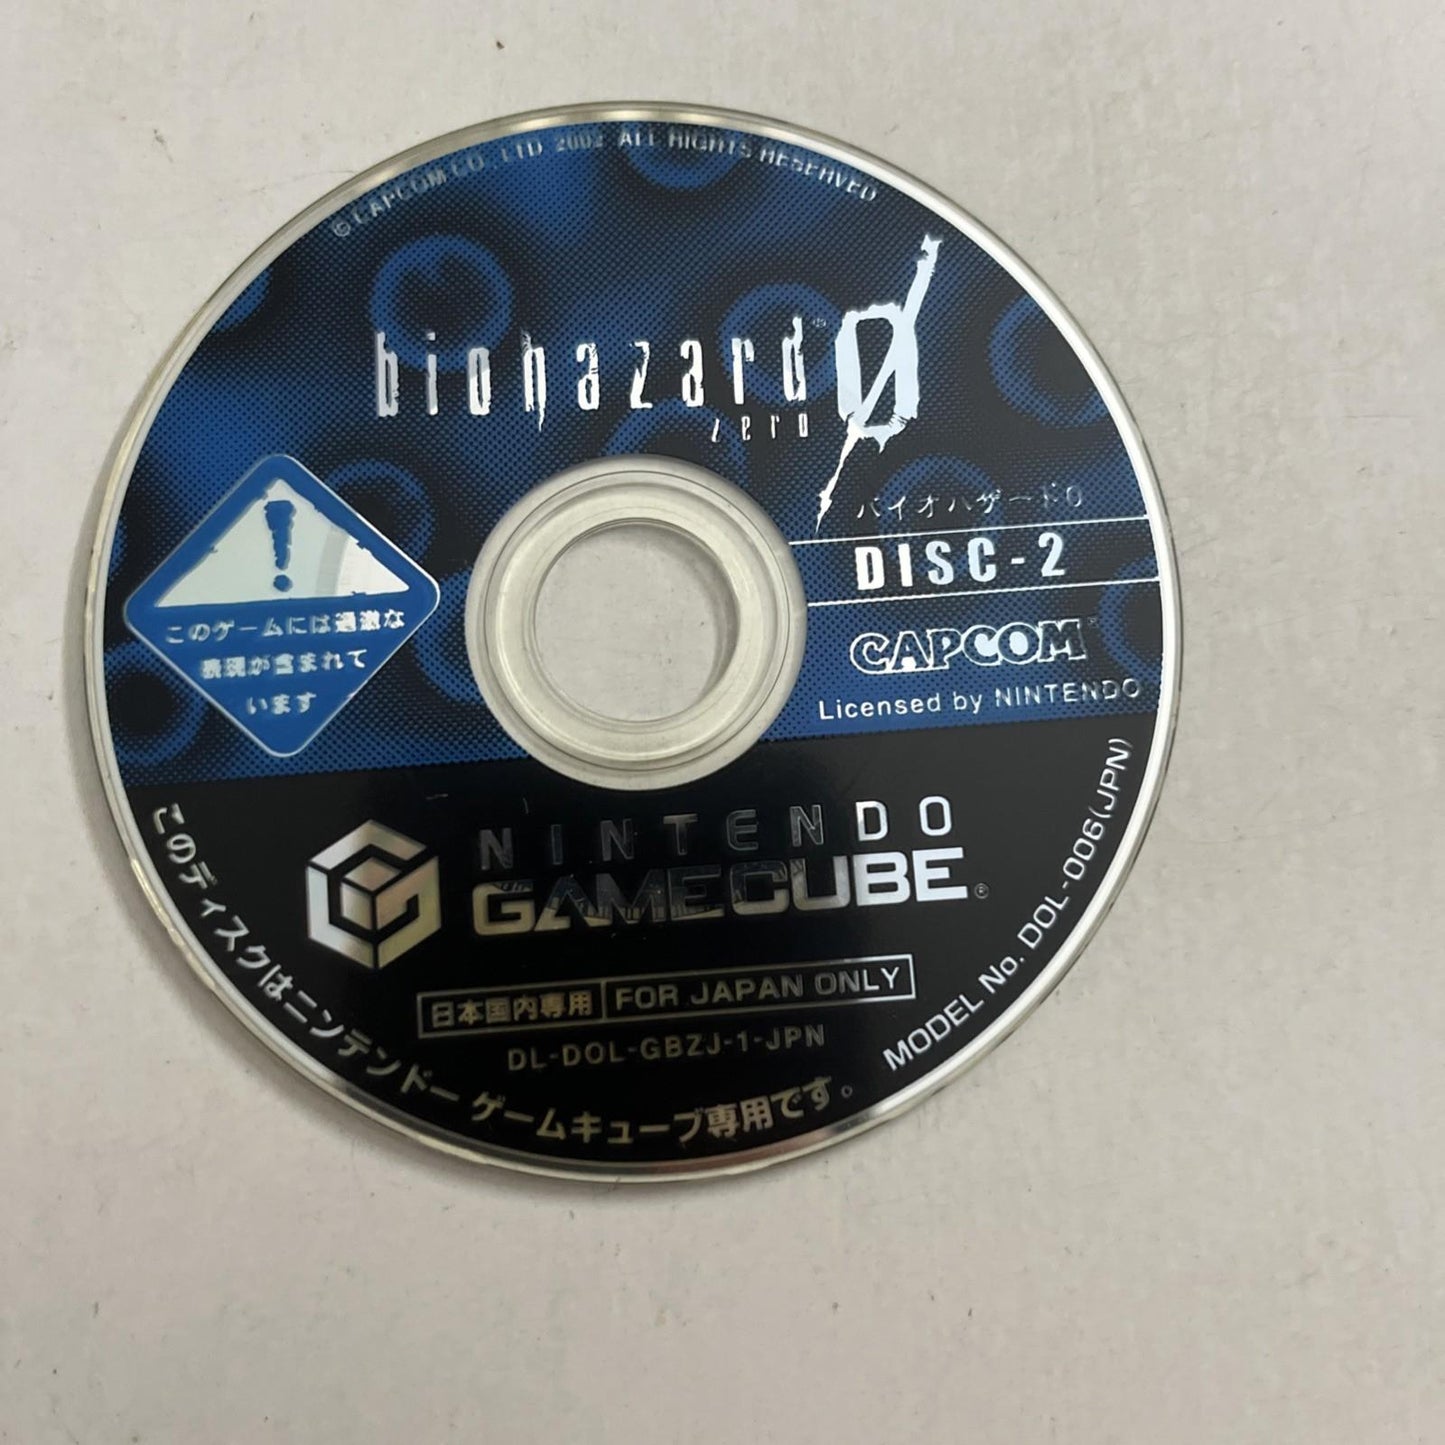 © CAPCOM CO.,LTD 2002 ALL RIGHTS RESERVED
biohazard® 0
zero
バイオハザード0
DISC-2
このゲームには過激な
表現が含まれて
います
CAPCOM
Licensed by NINTENDO
NINTENDO
GAMECUBE®
日本国内専用 FOR JAPAN ONLY
DL-DOL-GBZJ-1-JPN
MODEL No. DOL-006(JPN)
このディスクはニンテンドー ゲームキューブ専用です。